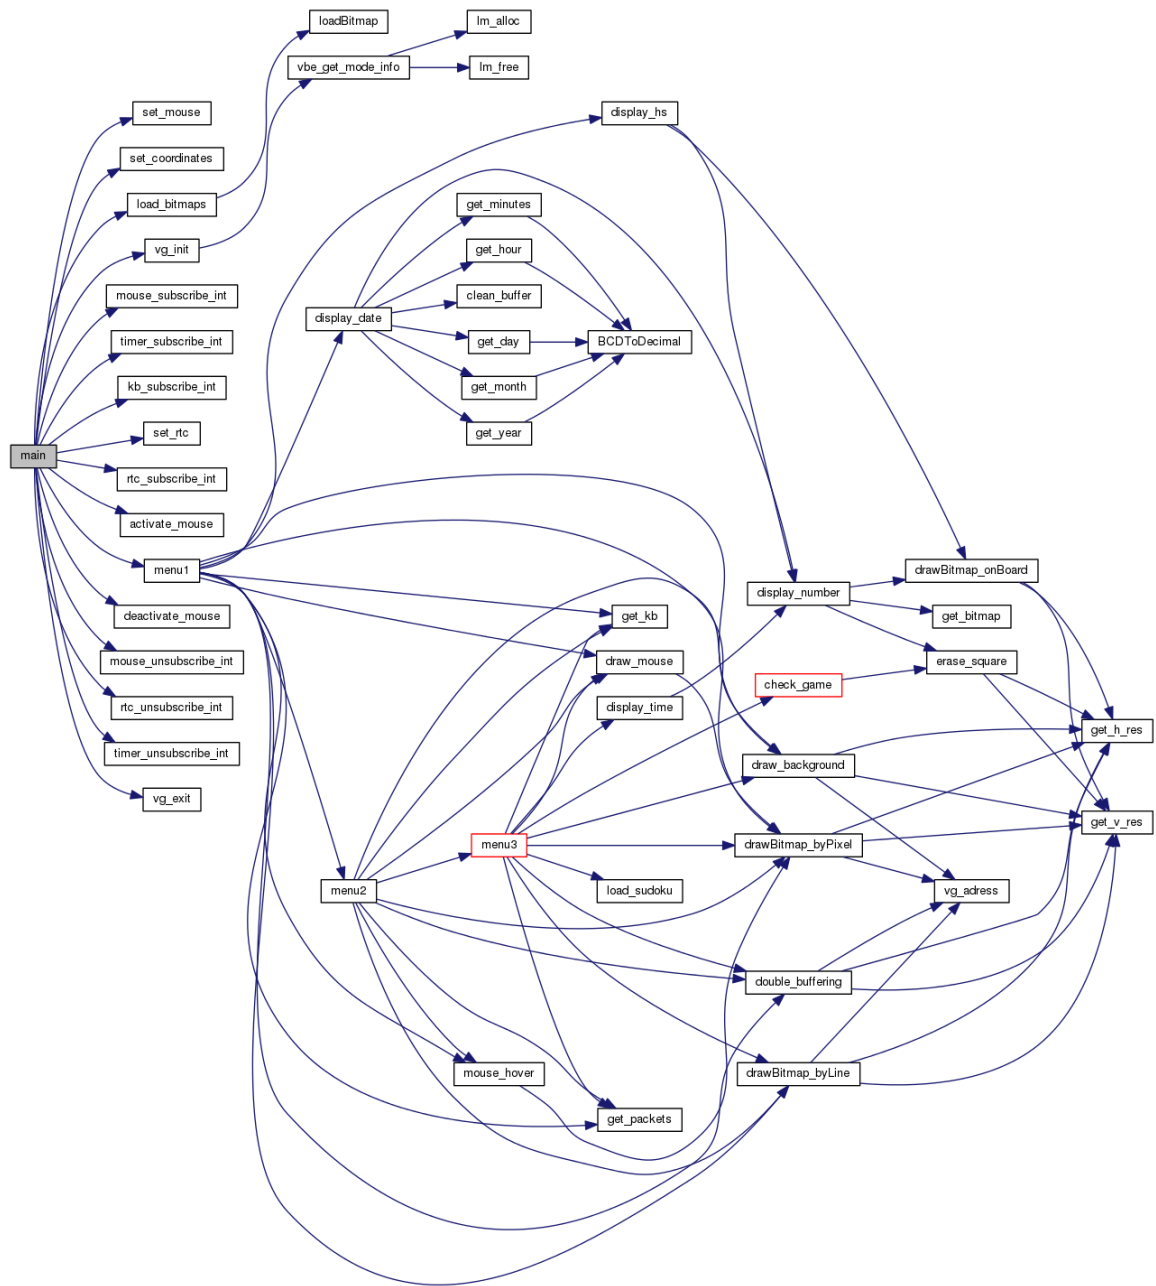 loadBitmap
lm_alloc
vbe_get_mode_info
lm_free
set_mouse
display_hs
set_coordinates
load_bitmaps
get_minutes
vg_init
get_hour
mouse_subscribe_int
clean_buffer
display_date
timer_subscribe_int
get_day
BCDToDecimal
kb_subscribe_int
get_month
set_rtc
get_year
main
rtc_subscribe_int
activate_mouse
menu1
drawBitmap_onBoard
display_number
deactivate_mouse
get_kb
get_bitmap
mouse_unsubscribe_int
draw_mouse
erase_square
check_game
rtc_unsubscribe_int
display_time
get_h_res
timer_unsubscribe_int
draw_background
vg_exit
get_v_res
menu3
drawBitmap_byPixel
menu2
load_sudoku
vg_adress
double_buffering
mouse_hover
drawBitmap_byLine
get_packets